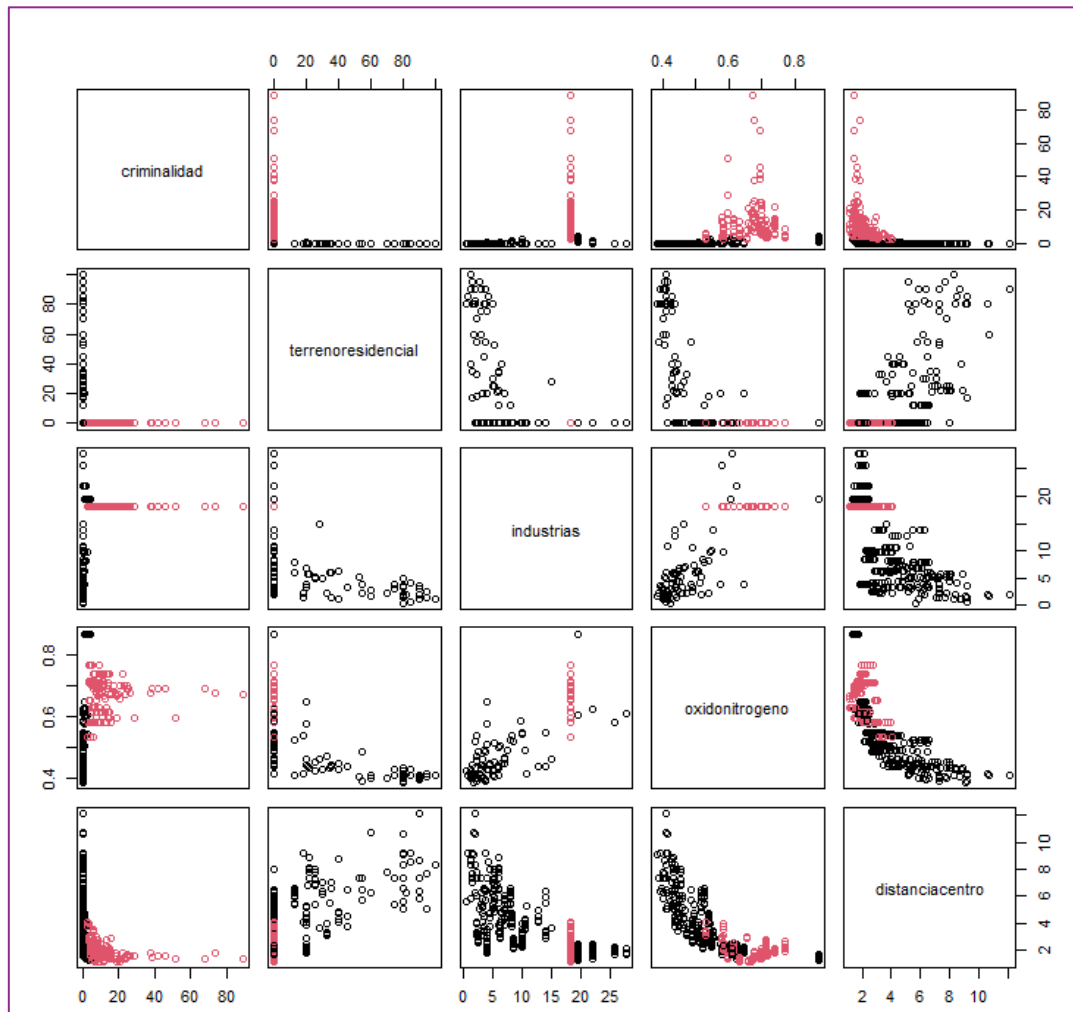 0 20 40 60 80
0.4 0.6 0.8
criminalidad
0 20 40 60 80
terrenoresidencial
0 20 40 60 80
industrias
0 5 10 20
oxidonitrogeno
0.4 0.6 0.8
distanciacentro
2 4 6 8 10
0 20 40 60 80
0 5 10 15 20 25
2 4 6 8 10